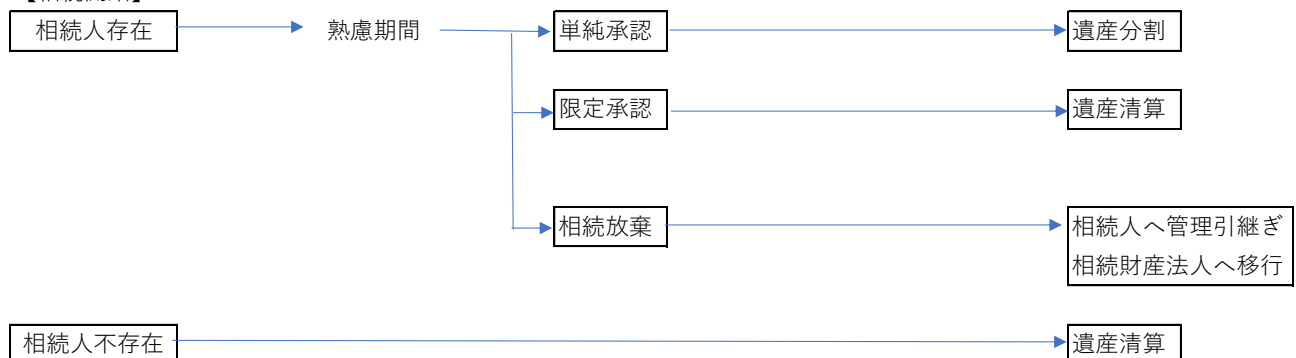 相続人存在
熟慮期間
単純承認
遺産分割
限定承認
遺産清算
相続放棄
相続人へ管理引継ぎ
相続財産法人へ移行
相続人不存在
遺産清算